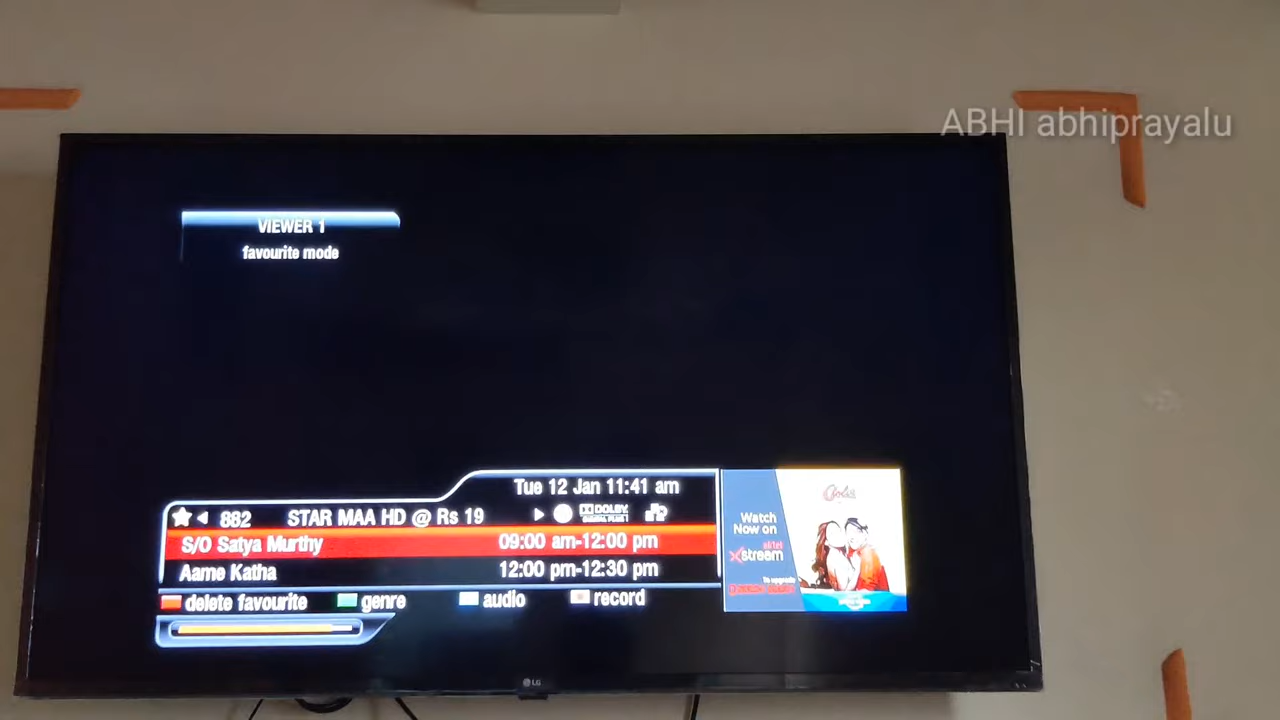 ABHI abhiprayalu
VIEWER 1
favourite mode
Tue 12 Jan 11:41 am
882 STAR MAA HD @ Rs 19 DOLBY
S/O Satya Murthy 09:00 am-12:00 pm
Aame Katha 12:00 pm-12:30 pm
delete favourite genre audio record
Watch
Now on
airtel
Xstream
To upgrade
LG